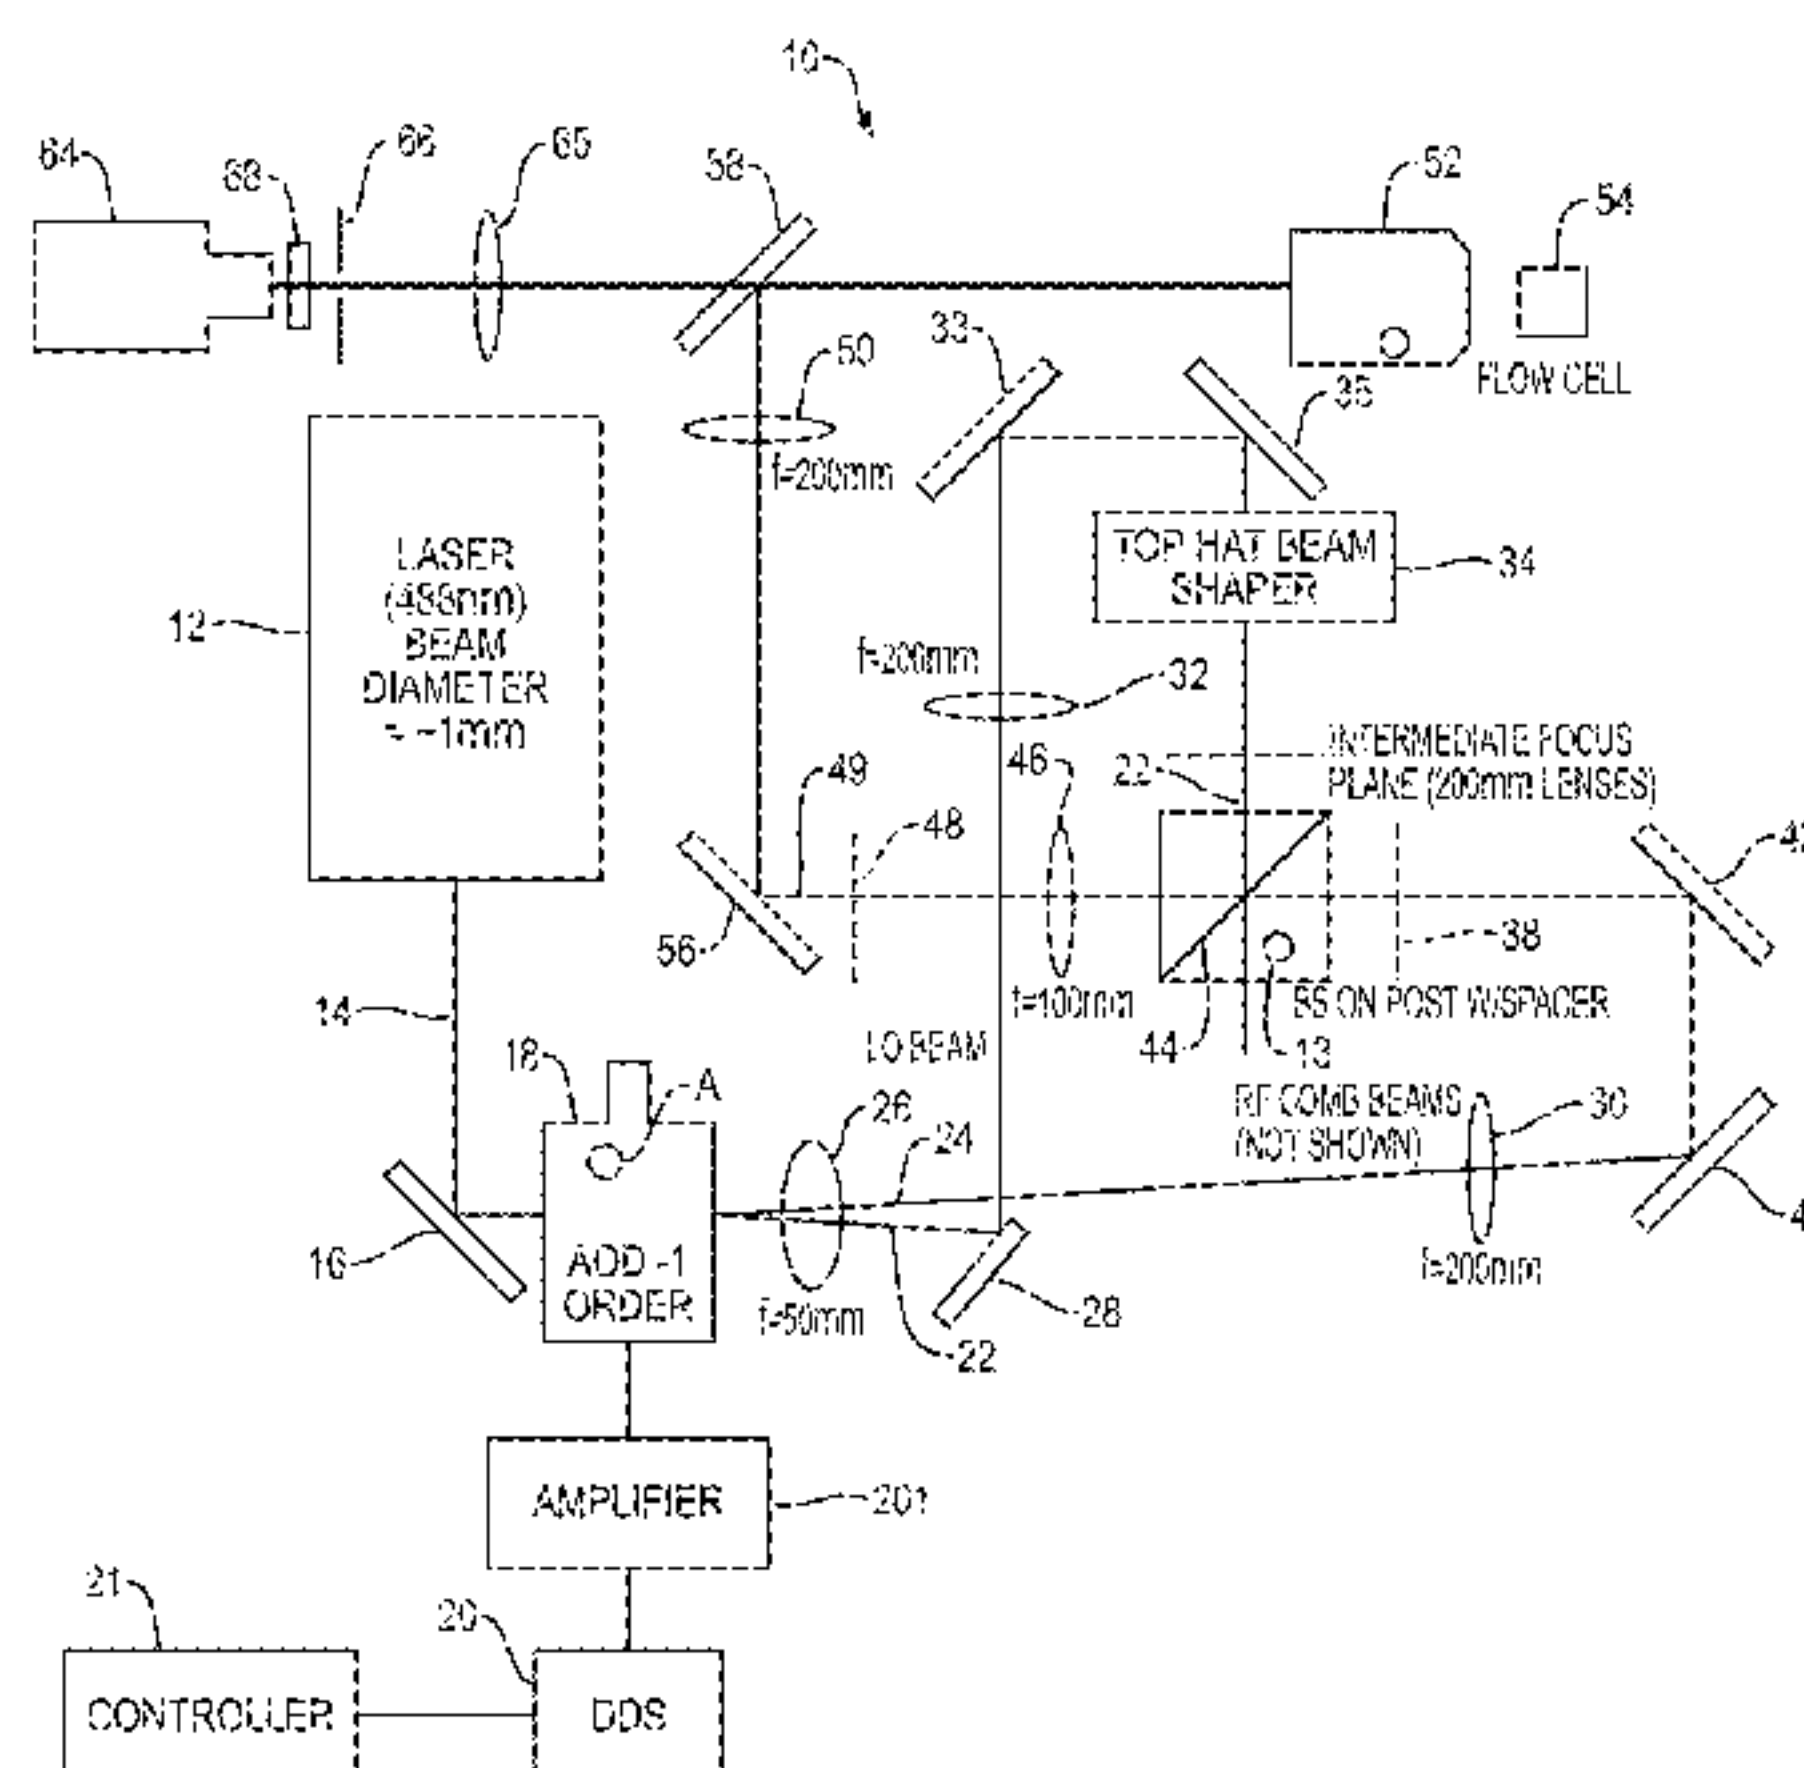 10
64
68
66
65
58
52
54
FLOW CELL
50
f=200mm
33
35
LASER
(488nm)
BEAM
DIAMETER
= ~1mm
12
TOP HAT BEAM
SHAPER
34
f=200mm
32
INTERMEDIATE FOCUS
PLANE (200mm LENSES)
22
46
49
48
56
38
f=100mm
BS ON POST W/SPACER
44
13
14
LO BEAM
18
A
26
24
RF COMB BEAMS
(NOT SHOWN)
30
16
AOD -1
ORDER
f=50mm
22
28
f=200mm
AMPLIFIER
201
21
20
CONTROLLER
DDS